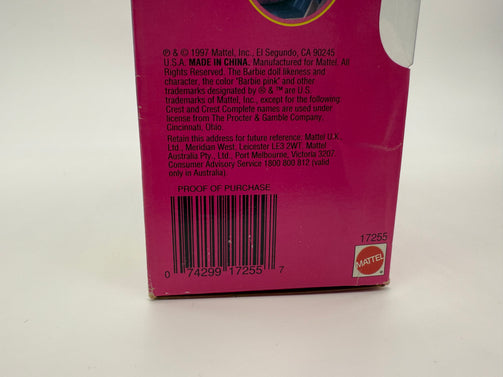 ℗ & © 1997 Mattel, Inc., El Segundo, CA 90245
U.S.A. MADE IN CHINA. Manufactured for Mattel. All
Rights Reserved. The Barbie doll likeness and
character, the color "Barbie pink" and other
trademarks designated by ® & ™ are U.S.
trademarks of Mattel, Inc., except for the following:
Crest and Crest Complete names are used under
license from The Procter & Gamble Company,
Cincinnati, Ohio.
Retain this address for future reference: Mattel U.K.
Ltd., Meridian West, Leicester LE3 2WT. Mattel
Australia Pty., Ltd., Port Melbourne, Victoria 3207.
Consumer Advisory Service 1800 800 812 (valid
only in Australia).
PROOF OF PURCHASE
0 74299 17255 7
17255
MATTEL